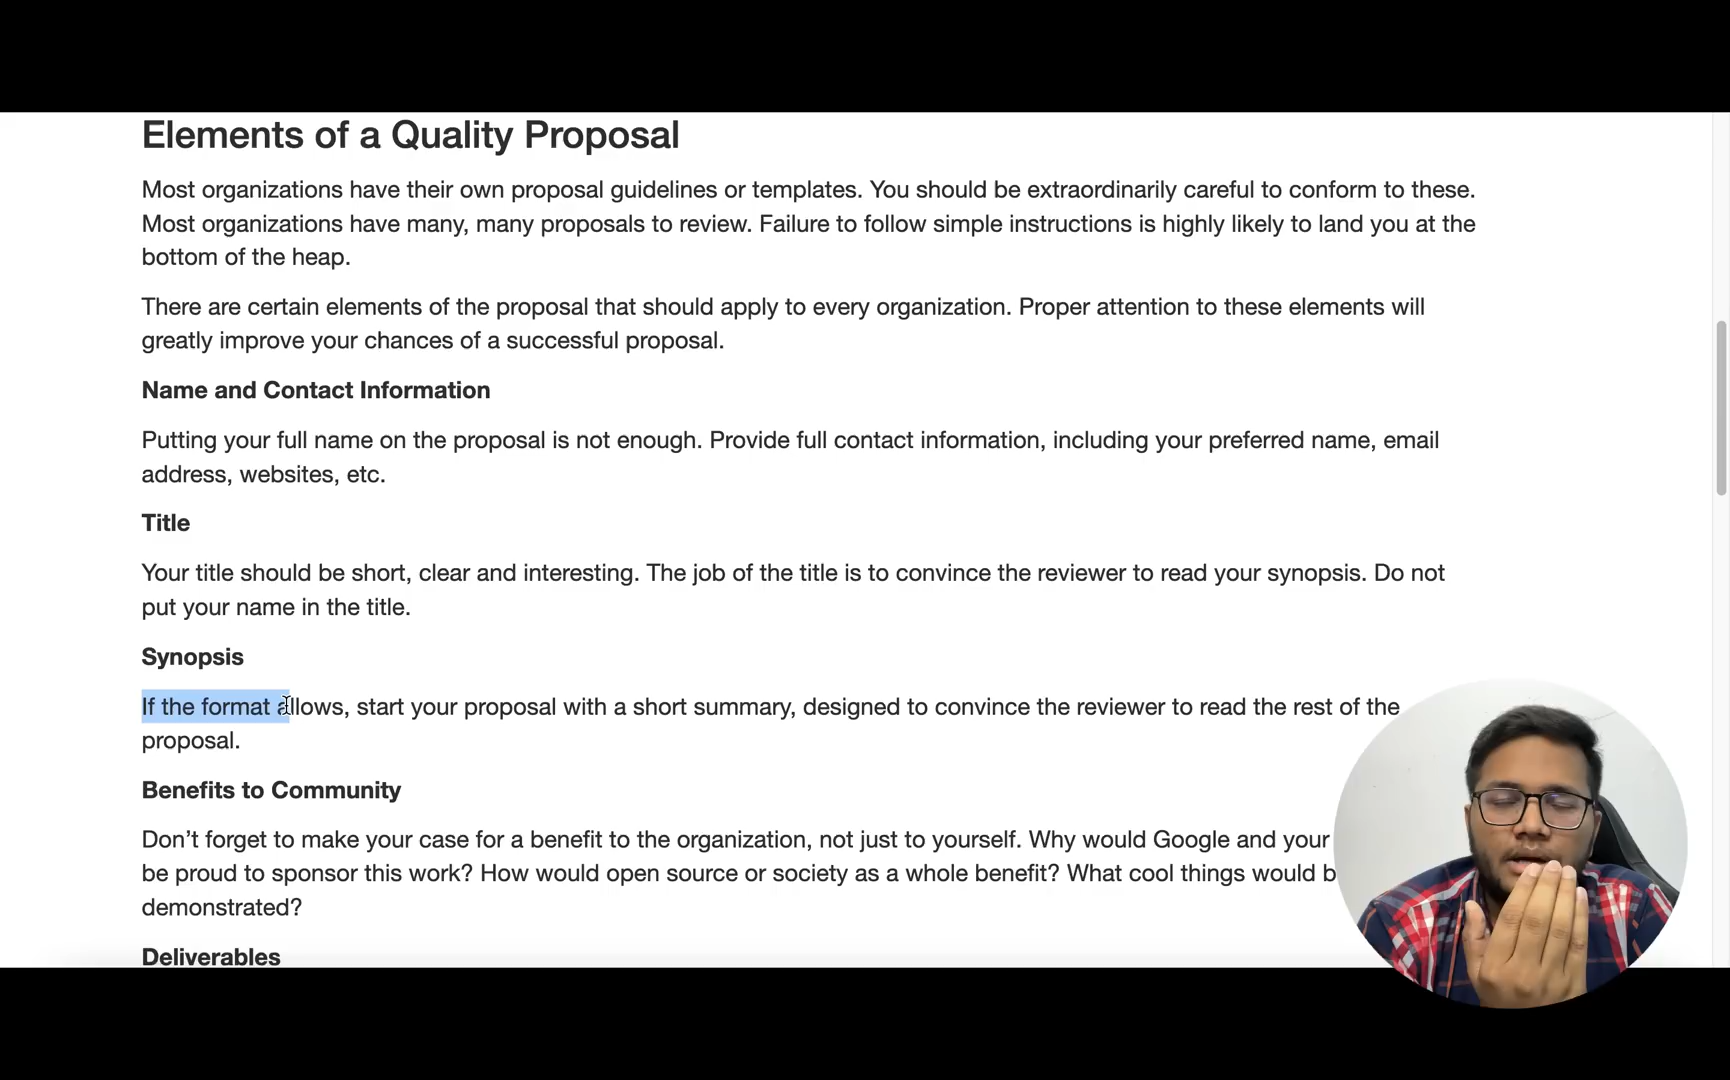 Elements of a Quality Proposal
Most organizations have their own proposal guidelines or templates. You should be extraordinarily careful to conform to these.
Most organizations have many, many proposals to review. Failure to follow simple instructions is highly likely to land you at the
bottom of the heap.
There are certain elements of the proposal that should apply to every organization. Proper attention to these elements will
greatly improve your chances of a successful proposal.
Name and Contact Information
Putting your full name on the proposal is not enough. Provide full contact information, including your preferred name, email
address, websites, etc.
Title
Your title should be short, clear and interesting. The job of the title is to convince the reviewer to read your synopsis. Do not
put your name in the title.
Synopsis
If the format allows, start your proposal with a short summary, designed to convince the reviewer to read the rest of the
proposal.
Benefits to Community
Don’t forget to make your case for a benefit to the organization, not just to yourself. Why would Google and your
be proud to sponsor this work? How would open source or society as a whole benefit? What cool things would b
demonstrated?
Deliverables